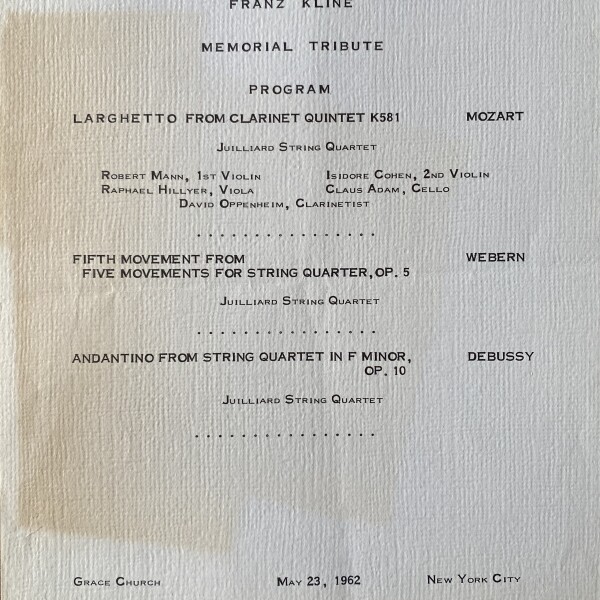 FRANZ KLINE
MEMORIAL TRIBUTE
PROGRAM
LARGHETTO FROM CLARINET QUINTET K581 MOZART
JUILLIARD STRING QUARTET
ROBERT MANN, 1ST VIOLIN ISIDORE COHEN, 2ND VIOLIN
RAPHAEL HILLYER, VIOLA CLAUS ADAM, CELLO
DAVID OPPENHEIM, CLARINETIST
. . . . . . . . . . . . . . . .
FIFTH MOVEMENT FROM WEBERN
FIVE MOVEMENTS FOR STRING QUARTER, OP. 5
JUILLIARD STRING QUARTET
. . . . . . . . . . . . . . . .
ANDANTINO FROM STRING QUARTET IN F MINOR, DEBUSSY
OP. 10
JUILLIARD STRING QUARTET
. . . . . . . . . . . . . . . .
GRACE CHURCH MAY 23, 1962 NEW YORK CITY